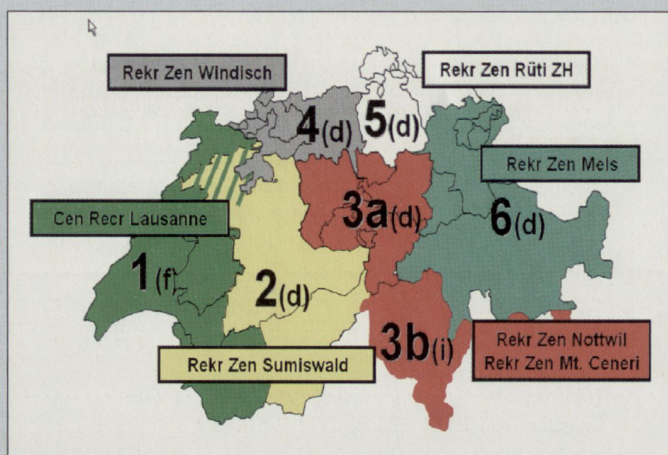 Rekr Zen Windisch
Rekr Zen Rüti ZH
4(d)
5(d)
Rekr Zen Mels
3a(d)
Cen Recr Lausanne
6(d)
1(f)
2(d)
3b(i)
Rekr Zen Nottwil
Rekr Zen Mt. Ceneri
Rekr Zen Sumiswald